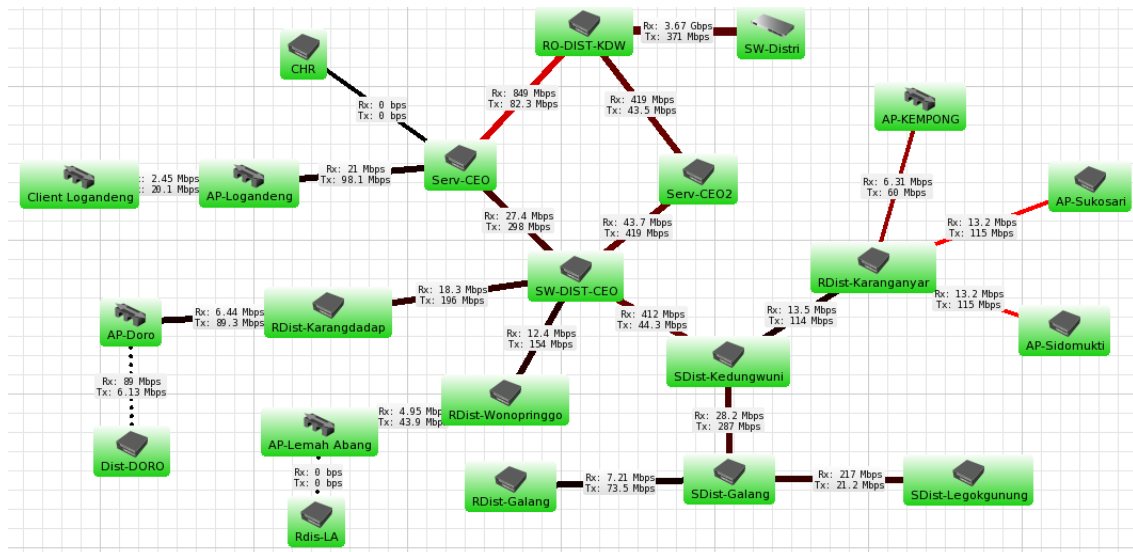 Rx: 3.67 Gbps
Tx: 371 Mbps
RO-DIST-KDW
SW-Distri
CHR
Rx: 849 Mbps
Tx: 82.3 Mbps
Rx: 419 Mbps
Tx: 43.5 Mbps
Rx: 0 bps
Tx: 0 bps
AP-KEMPONG
Rx: 21 Mbps
Tx: 98.1 Mbps
Serv-CEO
: 2.45 Mbps
: 20.1 Mbps
Client Logandeng
AP-Logandeng
Serv-CEO2
Rx: 6.31 Mbps
Tx: 60 Mbps
AP-Sukosari
Rx: 27.4 Mbps
Tx: 298 Mbps
Rx: 43.7 Mbps
Tx: 419 Mbps
Rx: 13.2 Mbps
Tx: 115 Mbps
SW-DIST-CEO
RDist-Karanganyar
Rx: 18.3 Mbps
Tx: 196 Mbps
Rx: 13.2 Mbps
Tx: 115 Mbps
Rx: 6.44 Mbps
Tx: 89.3 Mbps
AP-Doro
RDist-Karangdadap
Rx: 412 Mbps
Tx: 44.3 Mbps
Rx: 13.5 Mbps
Tx: 114 Mbps
Rx: 12.4 Mbps
Tx: 154 Mbps
AP-Sidomukti
SDist-Kedungwuni
Rx: 89 Mbps
Tx: 6.13 Mbps
Rx: 4.95 Mbp
Tx: 43.9 Mbp
RDist-Wonopringgo
Rx: 28.2 Mbps
Tx: 287 Mbps
AP-Lemah Abang
Dist-DORO
Rx: 0 bps
Tx: 0 bps
Rx: 7.21 Mbps
Tx: 73.5 Mbps
Rx: 217 Mbps
Tx: 21.2 Mbps
RDist-Galang
SDist-Galang
SDist-Legokgunung
Rdis-LA